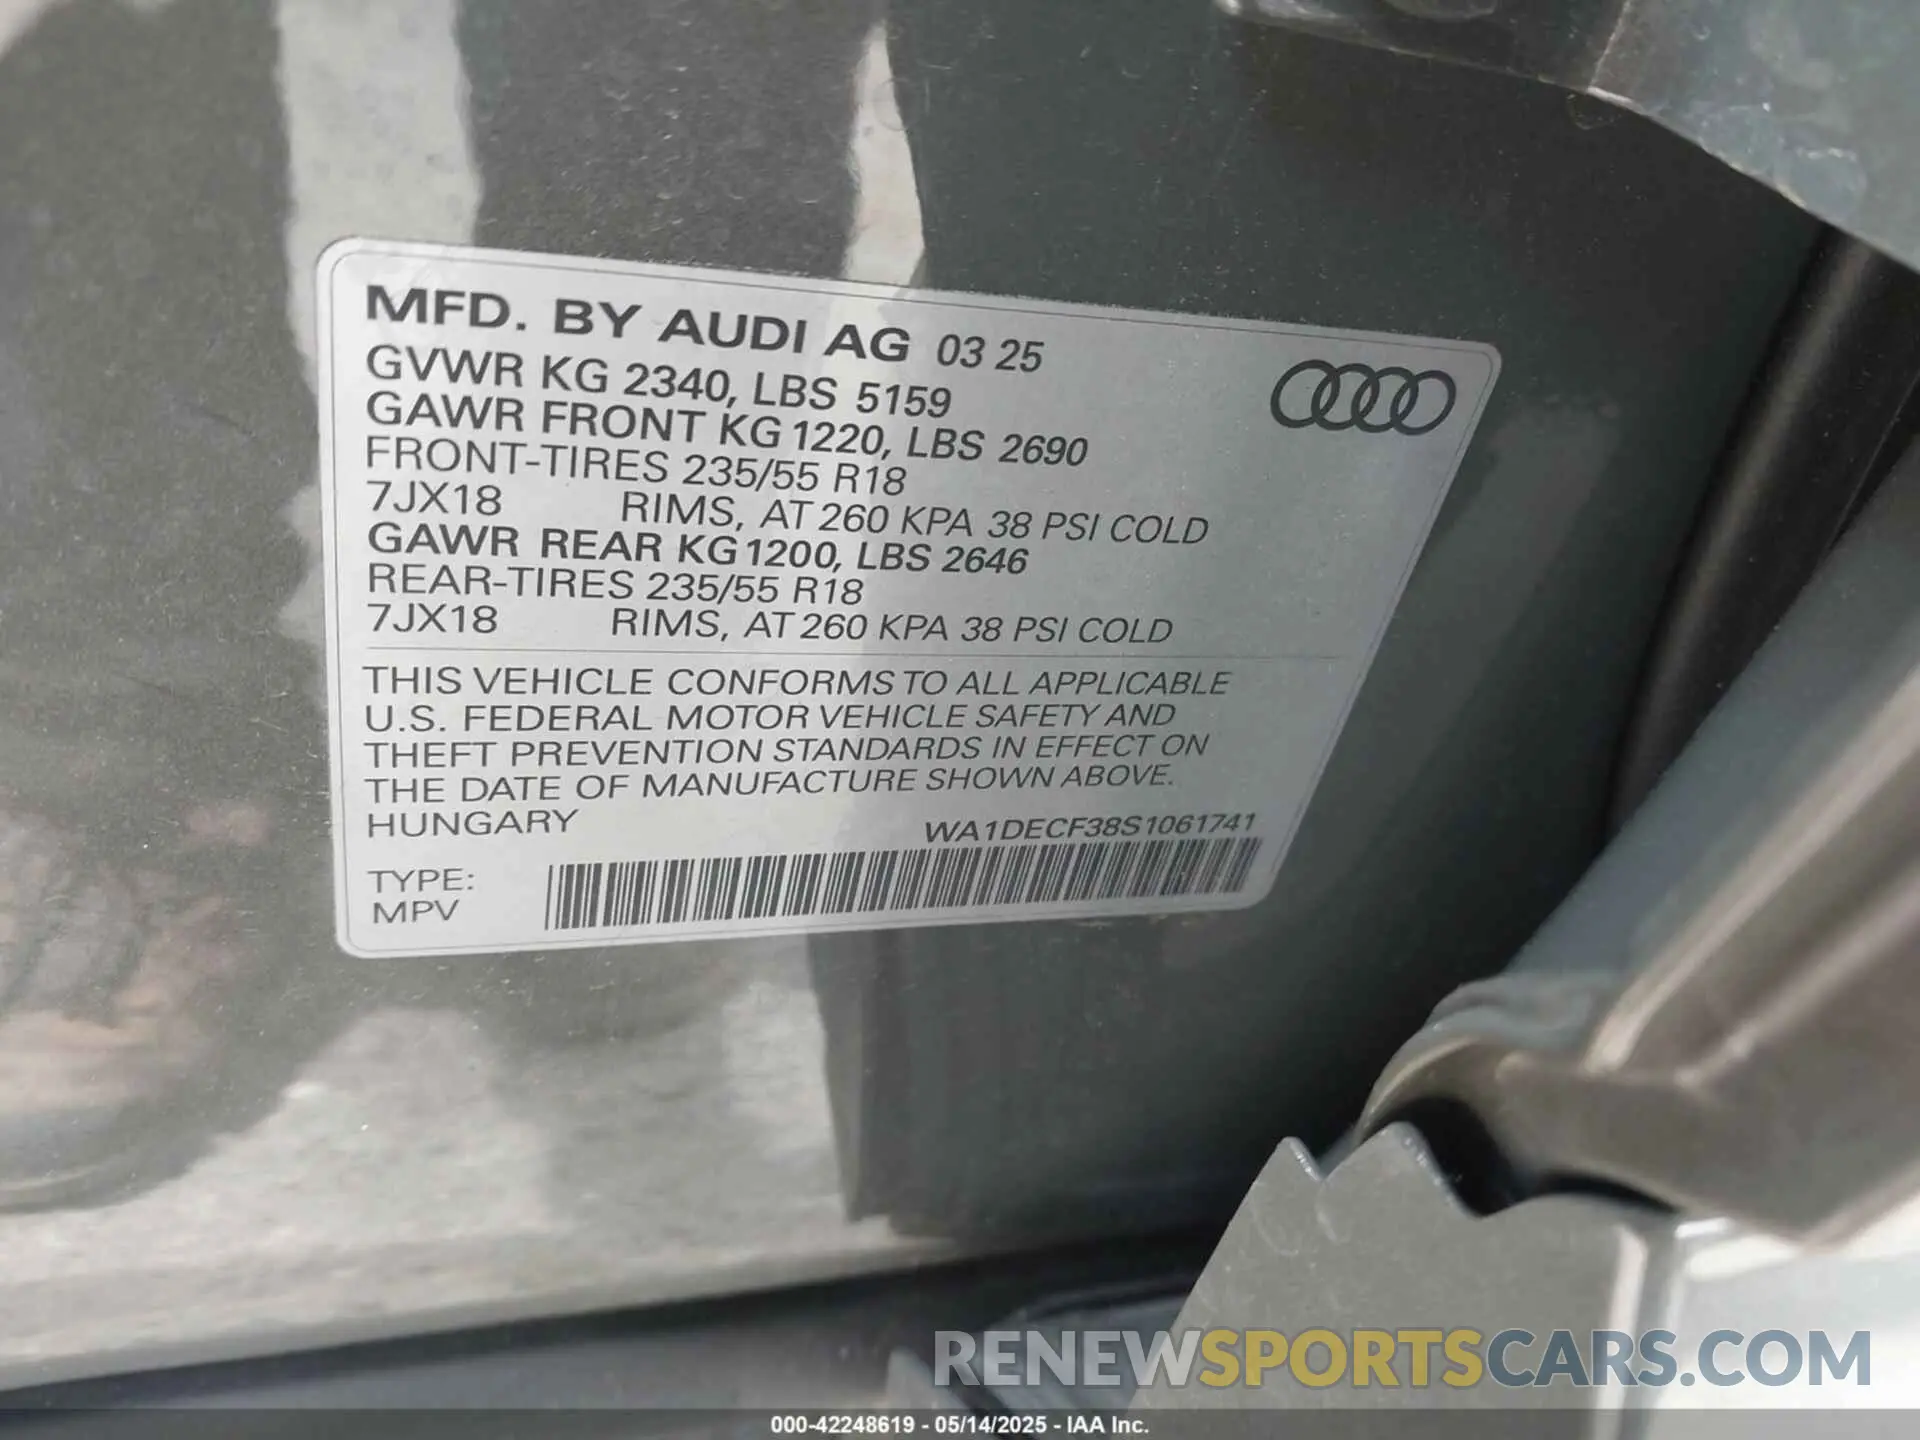 MFD. BY AUDI AG 03 25
GVWR KG 2340, LBS 5159
GAWR FRONT KG 1220, LBS 2690
FRONT-TIRES 235/55 R18
7JX18 RIMS, AT 260 KPA 38 PSI COLD
GAWR REAR KG 1200, LBS 2646
REAR-TIRES 235/55 R18
7JX18 RIMS, AT 260 KPA 38 PSI COLD
THIS VEHICLE CONFORMS TO ALL APPLICABLE
U.S. FEDERAL MOTOR VEHICLE SAFETY AND
THEFT PREVENTION STANDARDS IN EFFECT ON
THE DATE OF MANUFACTURE SHOWN ABOVE.
HUNGARY WA1DECF38S1061741
TYPE:
MPV
RENEWSPORTSCARS.COM
000-42248619 - 05/14/2025 - IAA Inc.